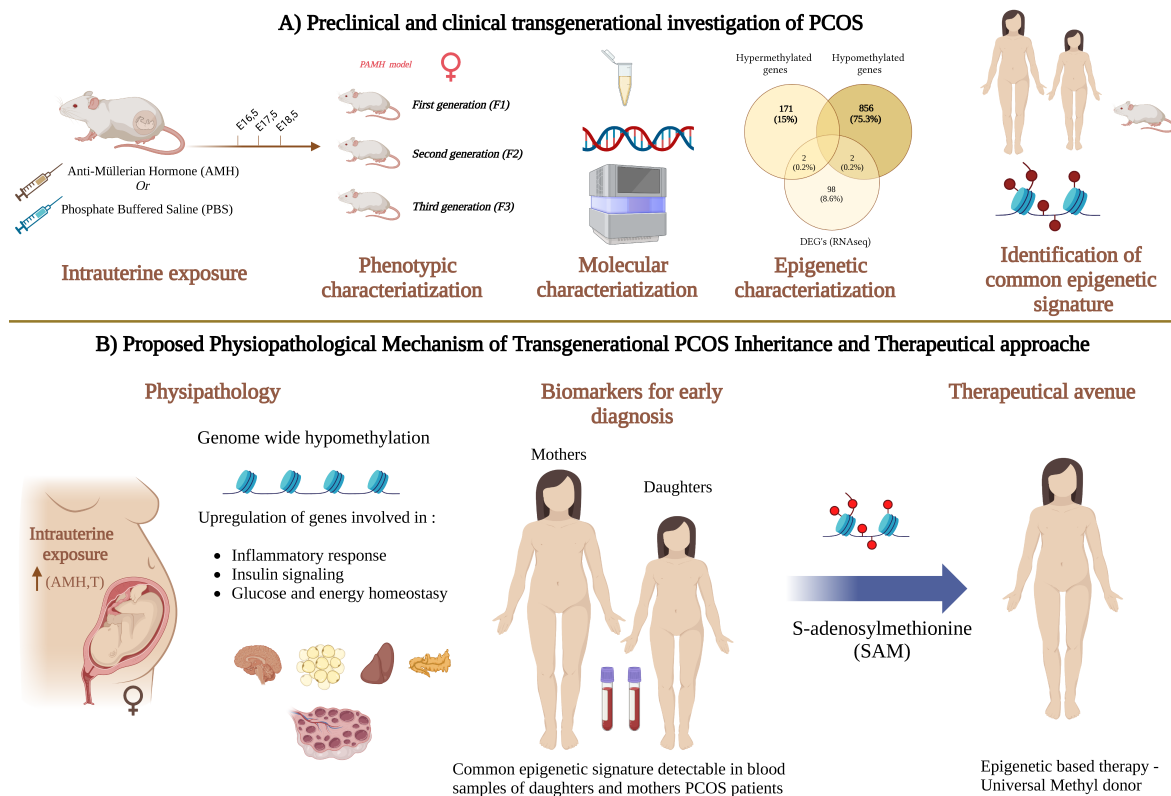 A) Preclinical and clinical transgenerational investigation of PCOS
E16,5
E17,5
E18,5
Anti-Müllerian Hormone (AMH)
Or
Phosphate Buffered Saline (PBS)
Intrauterine exposure
PAMH model
First generation (F1)
Second generation (F2)
Third generation (F3)
Phenotypic
characteriatization
Molecular
characteriatization
Hypermethylated
genes
Hypomethylated
genes
171
(15%)
856
(75.3%)
2
(0.2%)
2
(0.2%)
98
(8.6%)
DEG's (RNAseq)
Epigenetic
characteriatization
Identification of
common epigenetic
signature
B) Proposed Physiopathological Mechanism of Transgenerational PCOS Inheritance and Therapeutical approache
Physipathology
Genome wide hypomethylation
Upregulation of genes involved in :
• Inflammatory response
• Insulin signaling
• Glucose and energy homeostasy
Intrauterine
exposure
(AMH,T)
Biomarkers for early
diagnosis
Mothers
Daughters
Common epigenetic signature detectable in blood
samples of daughters and mothers PCOS patients
Therapeutical avenue
S-adenosylmethionine
(SAM)
Epigenetic based therapy -
Universal Methyl donor